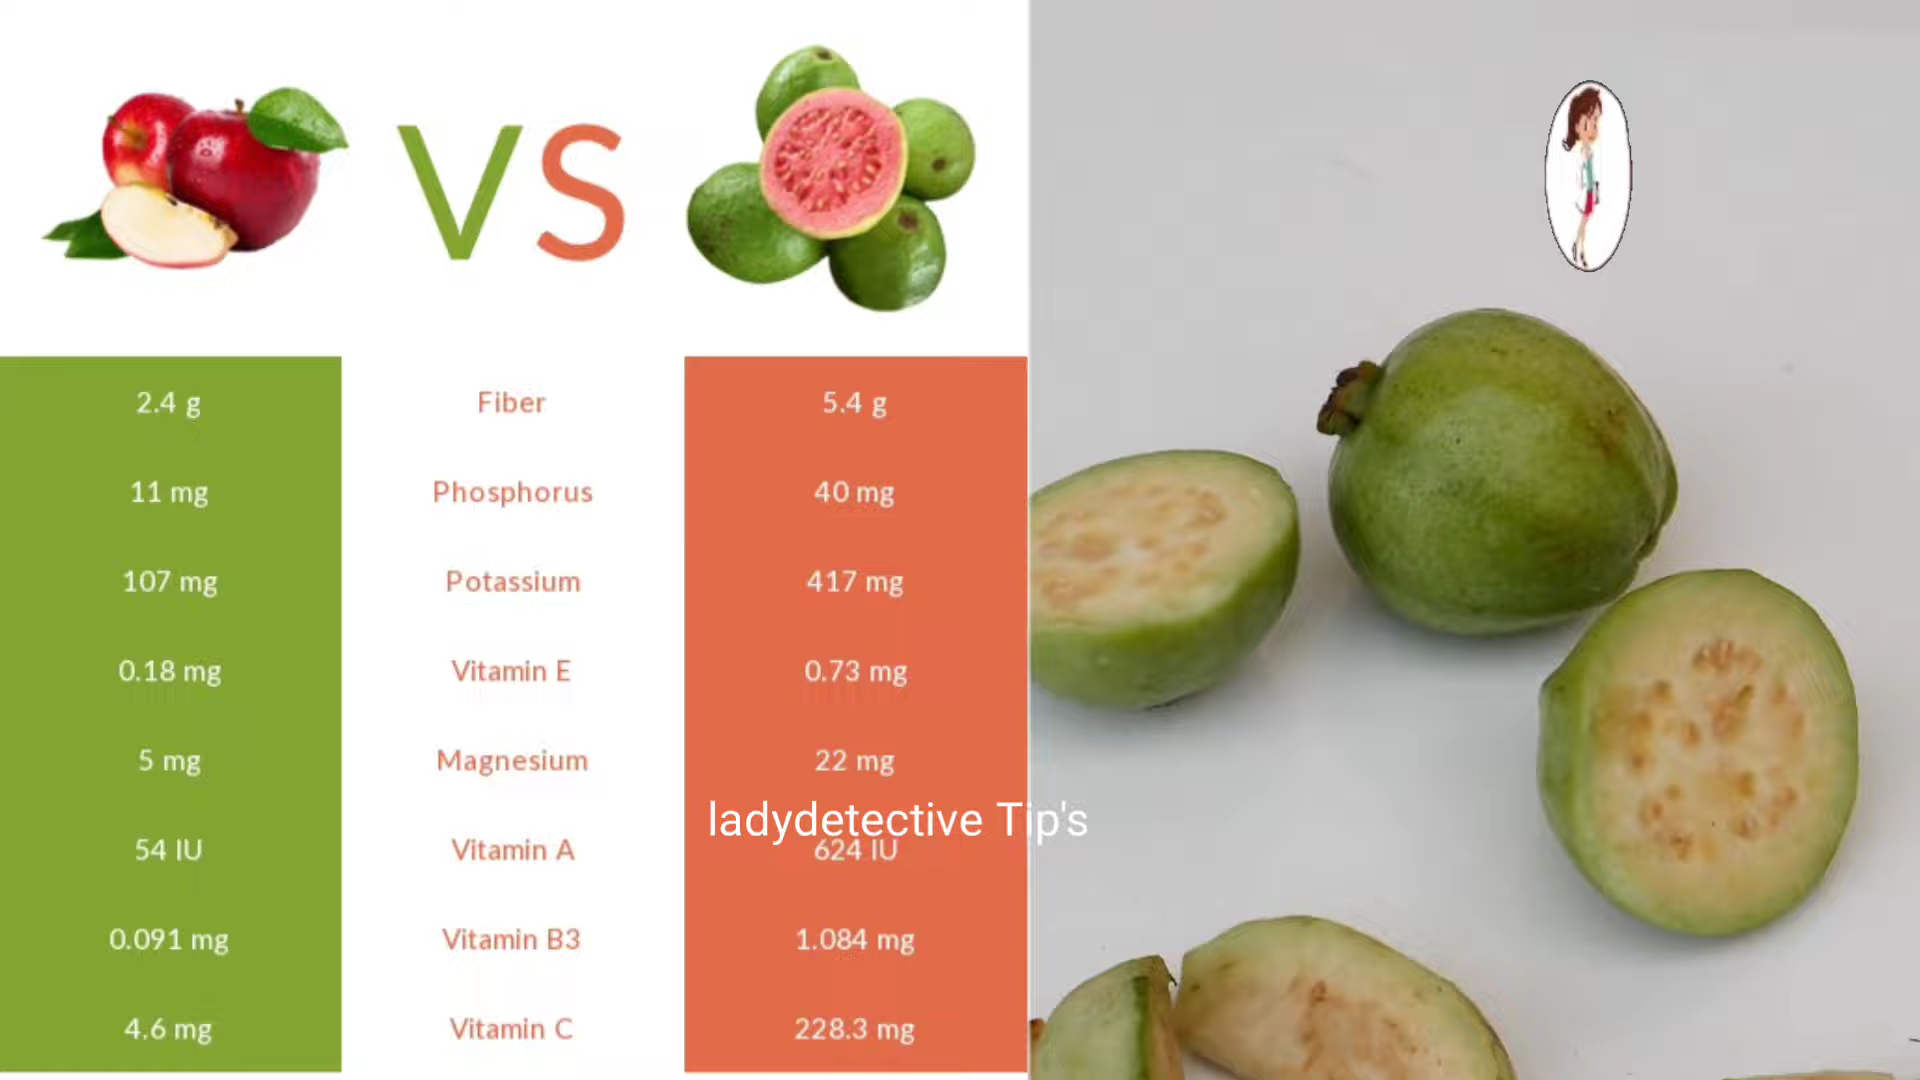 VS
2.4 g Fiber 5.4 g
11 mg Phosphorus 40 mg
107 mg Potassium 417 mg
0.18 mg Vitamin E 0.73 mg
5 mg Magnesium 22 mg
ladydetective Tip's
54 IU Vitamin A 624 IU
0.091 mg Vitamin B3 1.084 mg
4.6 mg Vitamin C 228.3 mg